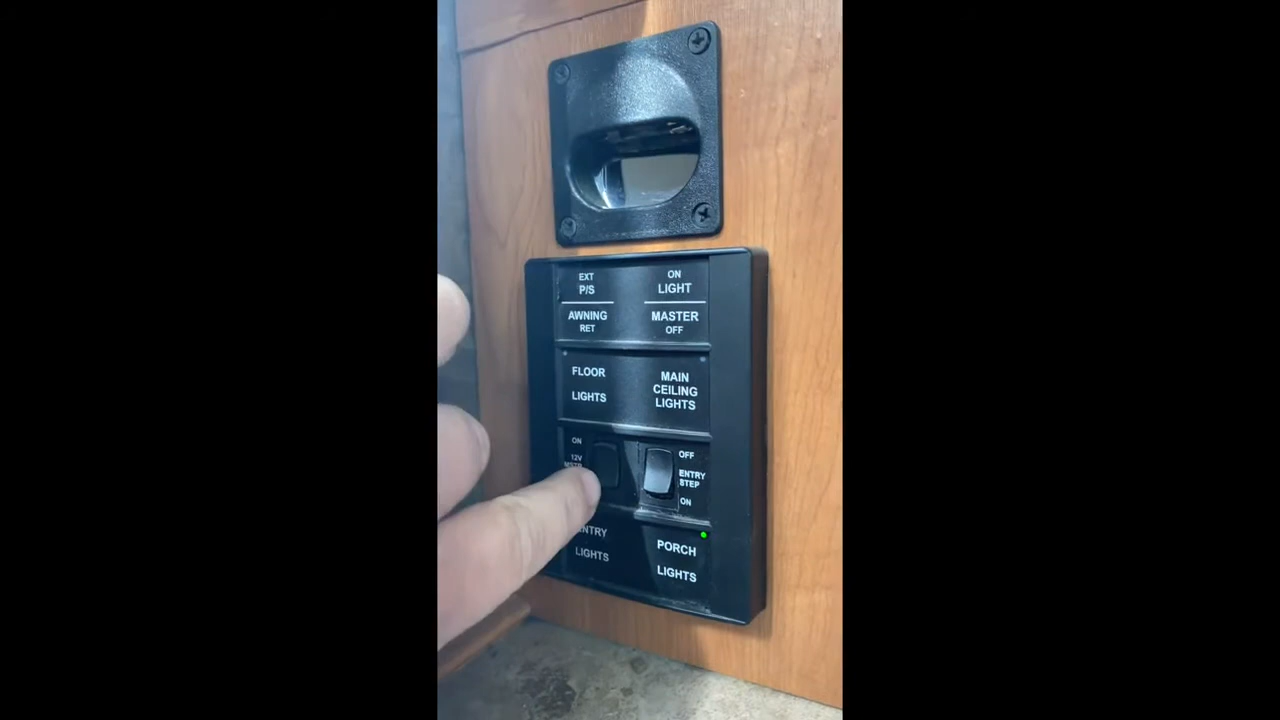 EXT
P/S
AWNING
RET
ON
LIGHT
MASTER
OFF
FLOOR
LIGHTS
MAIN
CEILING
LIGHTS
ON
12V
OFF
ENTRY
STEP
ON
LIGHTS
PORCH
LIGHTS